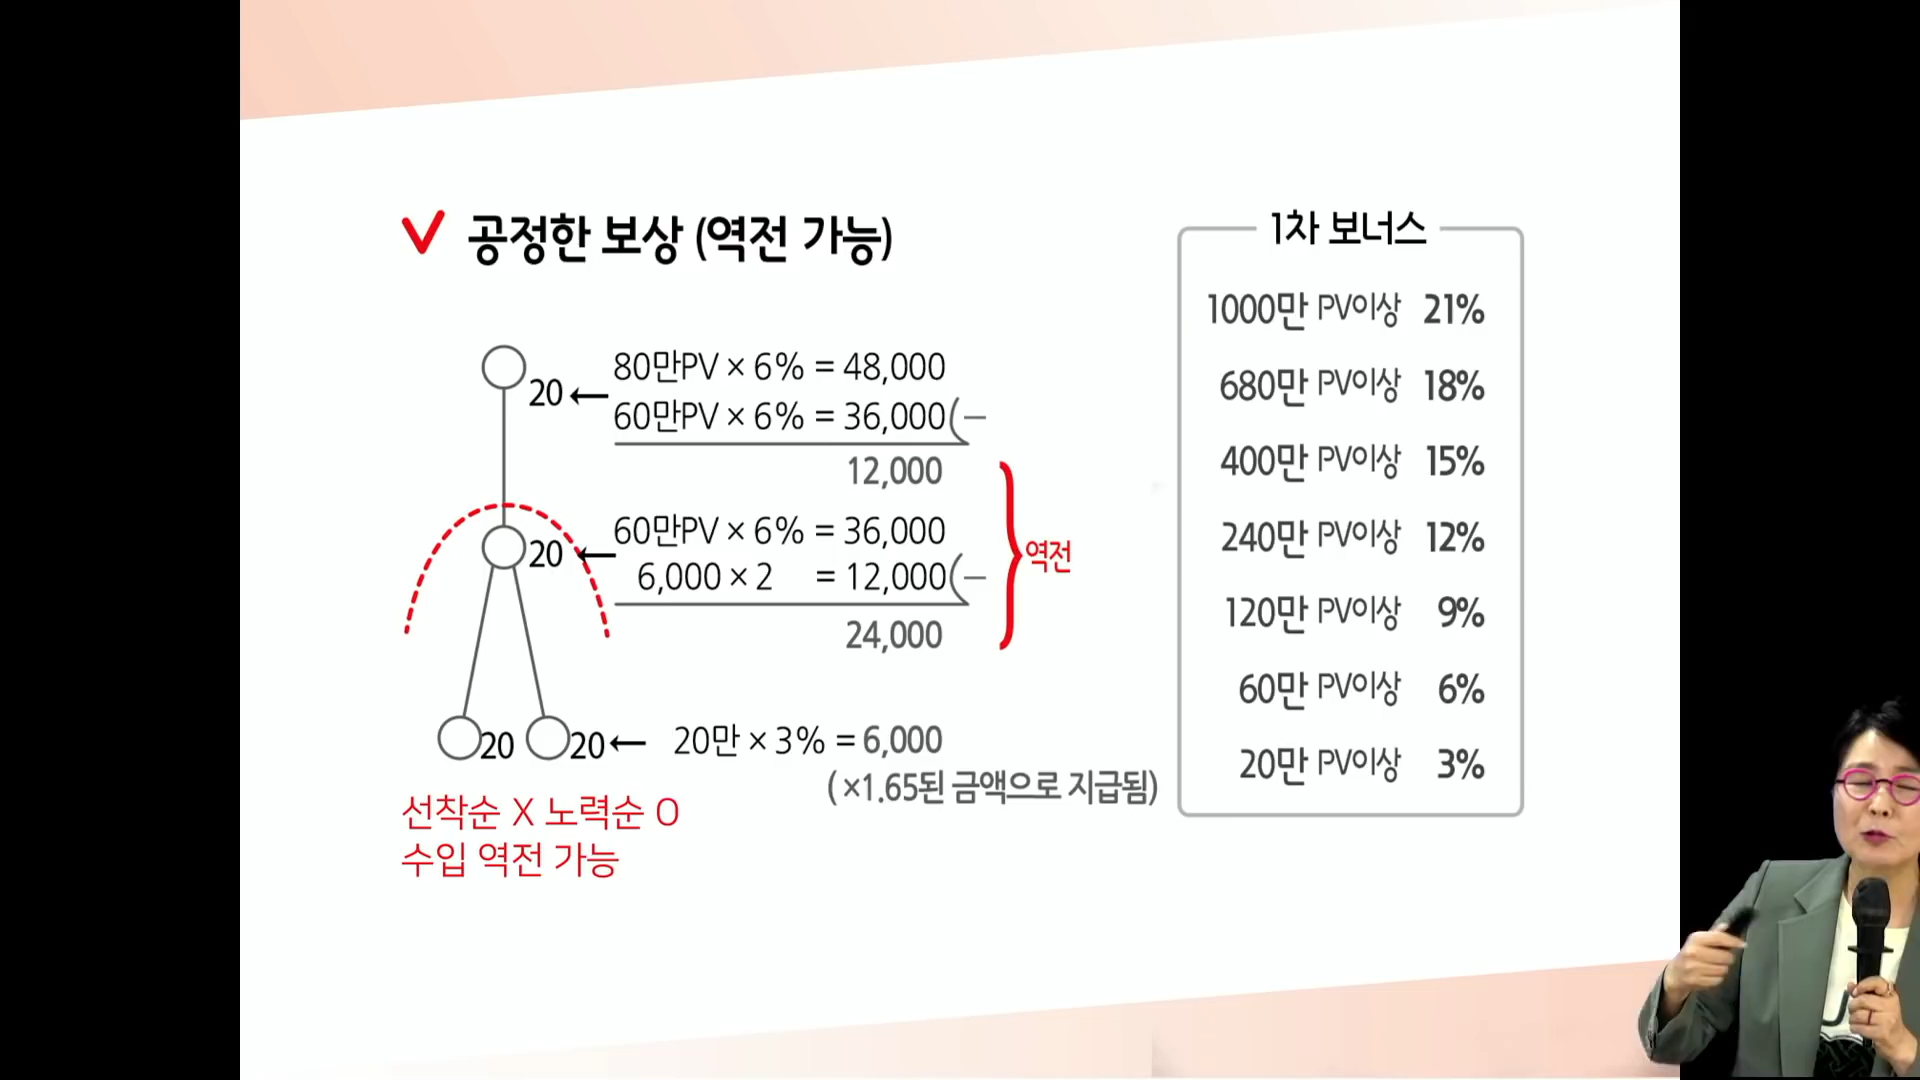 공정한 보상 (역전 가능)
20
80만PV × 6% = 48,000
60만PV × 6% = 36,000(−
12,000
20
60만PV × 6% = 36,000
6,000 × 2 = 12,000(−
24,000
역전
20
20
20만 × 3% = 6,000
( ×1.65된 금액으로 지급됨)
선착순 X 노력순 O
수입 역전 가능
1차 보너스
1000만 PV이상 21%
680만 PV이상 18%
400만 PV이상 15%
240만 PV이상 12%
120만 PV이상 9%
60만 PV이상 6%
20만 PV이상 3%